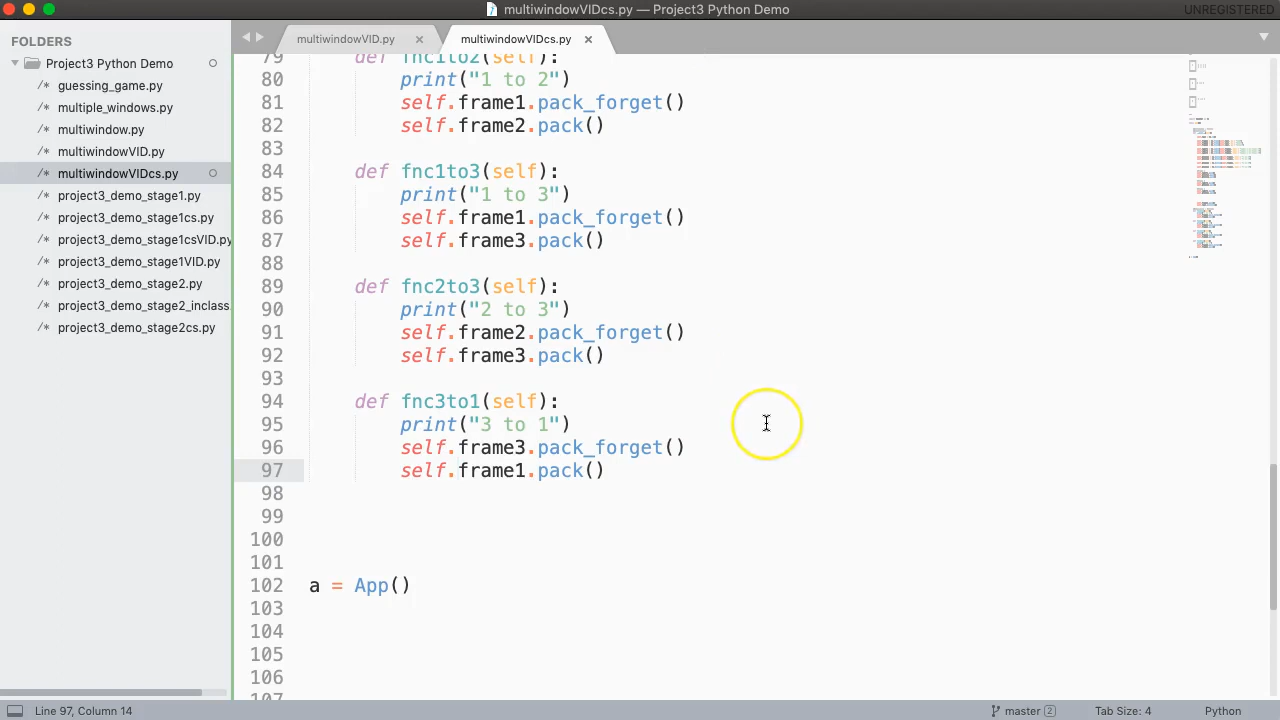 multiwindowVIDcs.py — Project3 Python Demo
UNREGISTERED
FOLDERS
Project3 Python Demo
guessing_game.py
multiple_windows.py
multiwindow.py
multiwindowVID.py
multiwindowVIDcs.py
project3_demo_stage1.py
project3_demo_stage1cs.py
project3_demo_stage1csVID.py
project3_demo_stage1VID.py
project3_demo_stage2.py
project3_demo_stage2_inclass
project3_demo_stage2cs.py
multiwindowVID.py ×
multiwindowVIDcs.py ×
79 def fnc1to2(self):
80 print("1 to 2")
81 self.frame1.pack_forget()
82 self.frame2.pack()
83
84 def fnc1to3(self):
85 print("1 to 3")
86 self.frame1.pack_forget()
87 self.frame3.pack()
88
89 def fnc2to3(self):
90 print("2 to 3")
91 self.frame2.pack_forget()
92 self.frame3.pack()
93
94 def fnc3to1(self):
95 print("3 to 1")
96 self.frame3.pack_forget()
97 self.frame1.pack()
98
99
100
101
102 a = App()
103
104
105
106
107
Line 97, Column 14
master 2
Tab Size: 4
Python